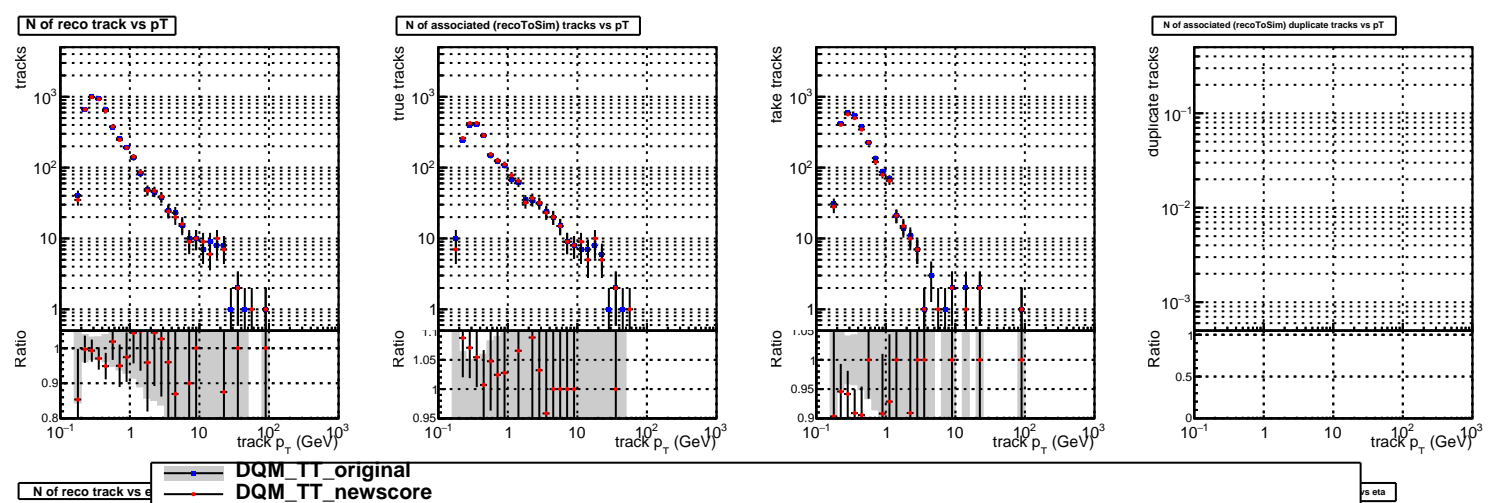 N of reco track vs pT
N of associated (recoToSim) tracks vs pT
N of associated (recoToSim) duplicate tracks vs pT
tracks
10³
10²
10
1
Ratio
1
0.9
0.8
10⁻¹ 1 10 10² 10³
track p_T (GeV)
true tracks
10³
10²
10
1
Ratio
1.1
1.05
1
0.95
10⁻¹ 1 10 10² 10³
track p_T (GeV)
fake tracks
10³
10²
10
1
Ratio
1.05
1
0.95
0.9
10⁻¹ 1 10 10² 10³
track p_T (GeV)
duplicate tracks
10⁻¹
10⁻²
10⁻³
Ratio
1
0.5
0
10⁻¹ 1 10 10² 10³
track p_T (GeV)
DQM_TT_original
DQM_TT_newscore
N of reco track vs e
vs eta